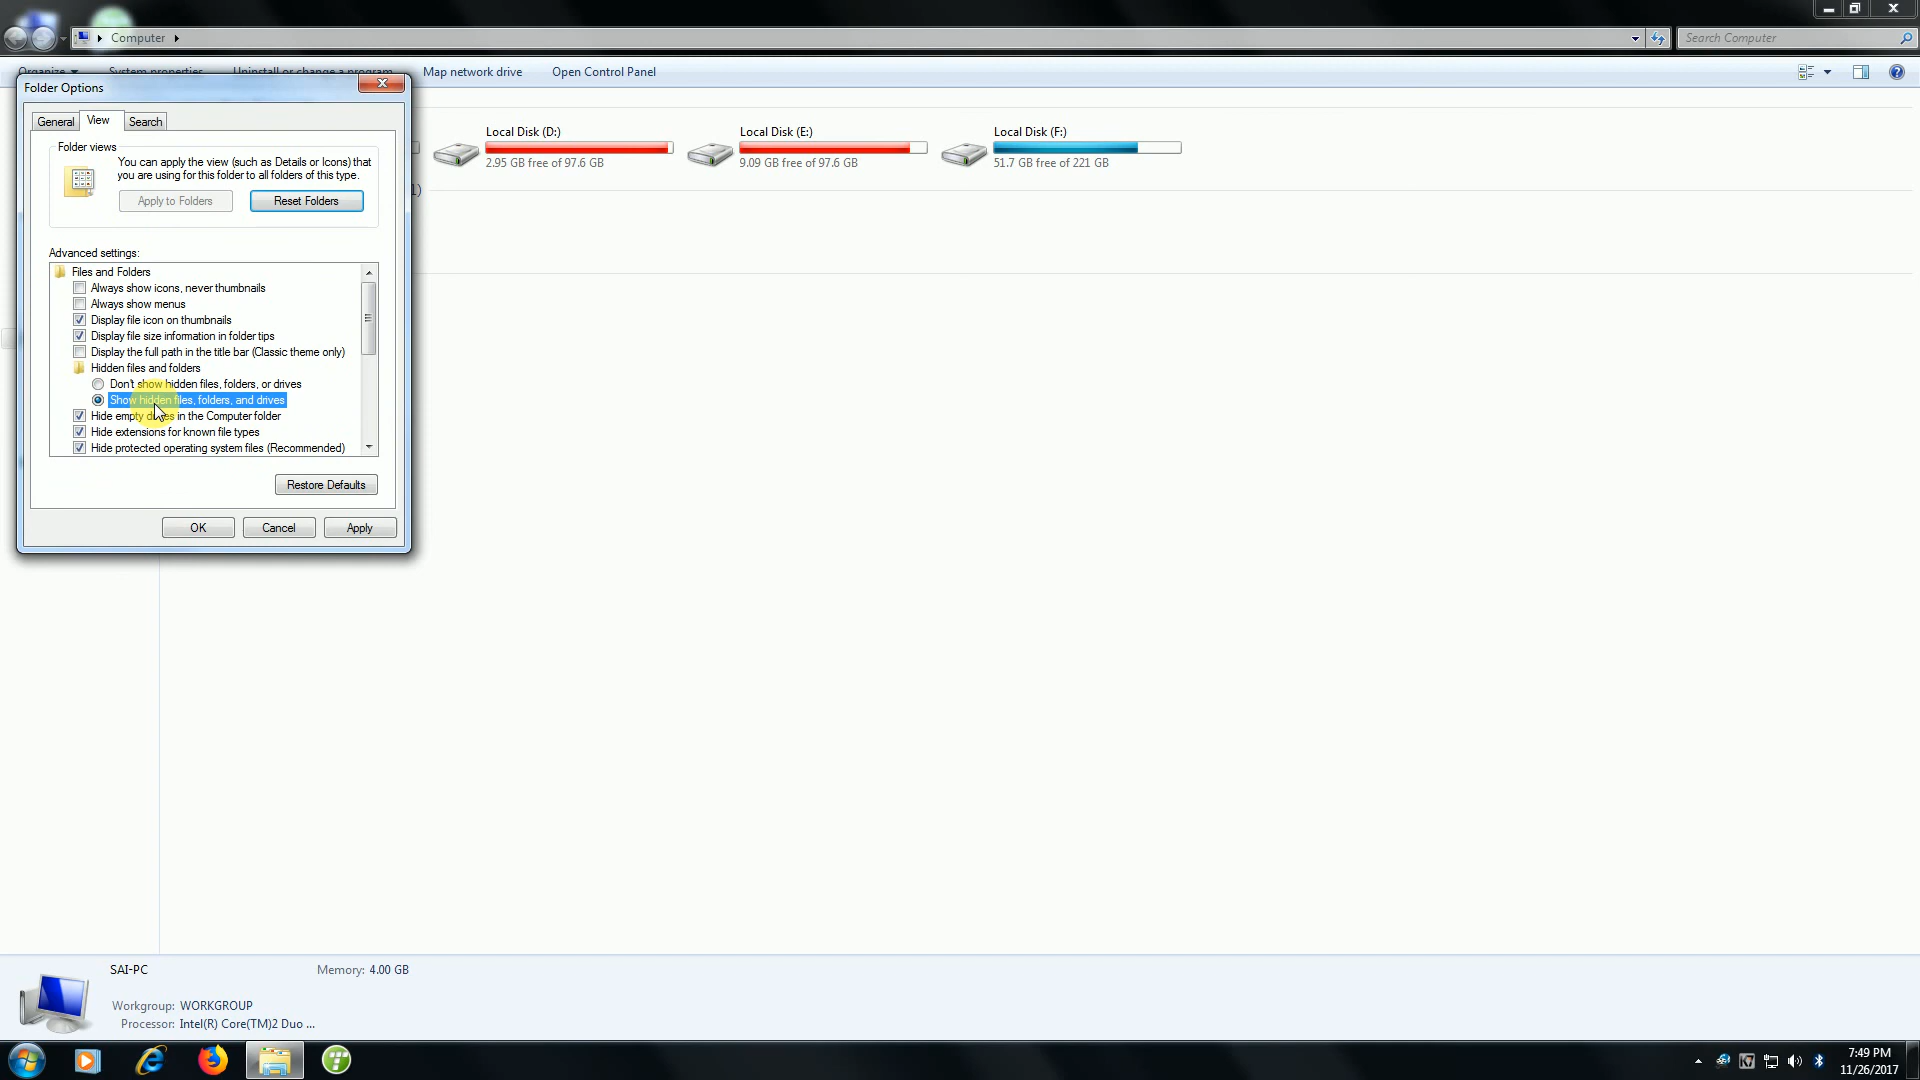 Computer
Search Computer
Organize
System properties
Uninstall or change a program
Map network drive
Open Control Panel
Folder Options
General
View
Search
Folder views
You can apply the view (such as Details or Icons) that
you are using for this folder to all folders of this type.
Apply to Folders
Reset Folders
Advanced settings:
Files and Folders
Always show icons, never thumbnails
Always show menus
Display file icon on thumbnails
Display file size information in folder tips
Display the full path in the title bar (Classic theme only)
Hidden files and folders
Don't show hidden files, folders, or drives
Show hidden files, folders, and drives
Hide empty drives in the Computer folder
Hide extensions for known file types
Hide protected operating system files (Recommended)
Restore Defaults
OK
Cancel
Apply
Local Disk (D:)
2.95 GB free of 97.6 GB
Local Disk (E:)
9.09 GB free of 97.6 GB
Local Disk (F:)
51.7 GB free of 221 GB
1)
SAI-PC
Memory: 4.00 GB
Workgroup: WORKGROUP
Processor: Intel(R) Core(TM)2 Duo ...
7:49 PM
11/26/2017